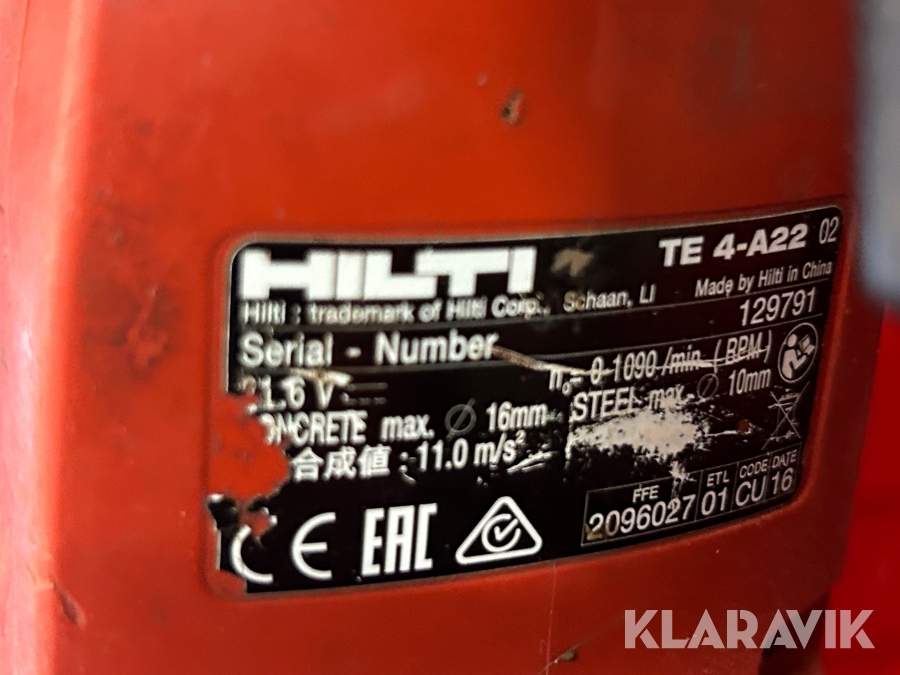 HILTI
TE 4-A22 02
Hilti : trademark of Hilti Corp., Schaan, LI
Made by Hilti in China
Serial - Number
129791
1.6 V
n₀= 0-1090 /min (RPM)
CONCRETE max. Ø 16mm
STEEL max. Ø 10mm
合成値 : 11.0 m/s²
FFE ETL CODE DATE
2096027 01 CU 16
CE EAC
KLARAVIK